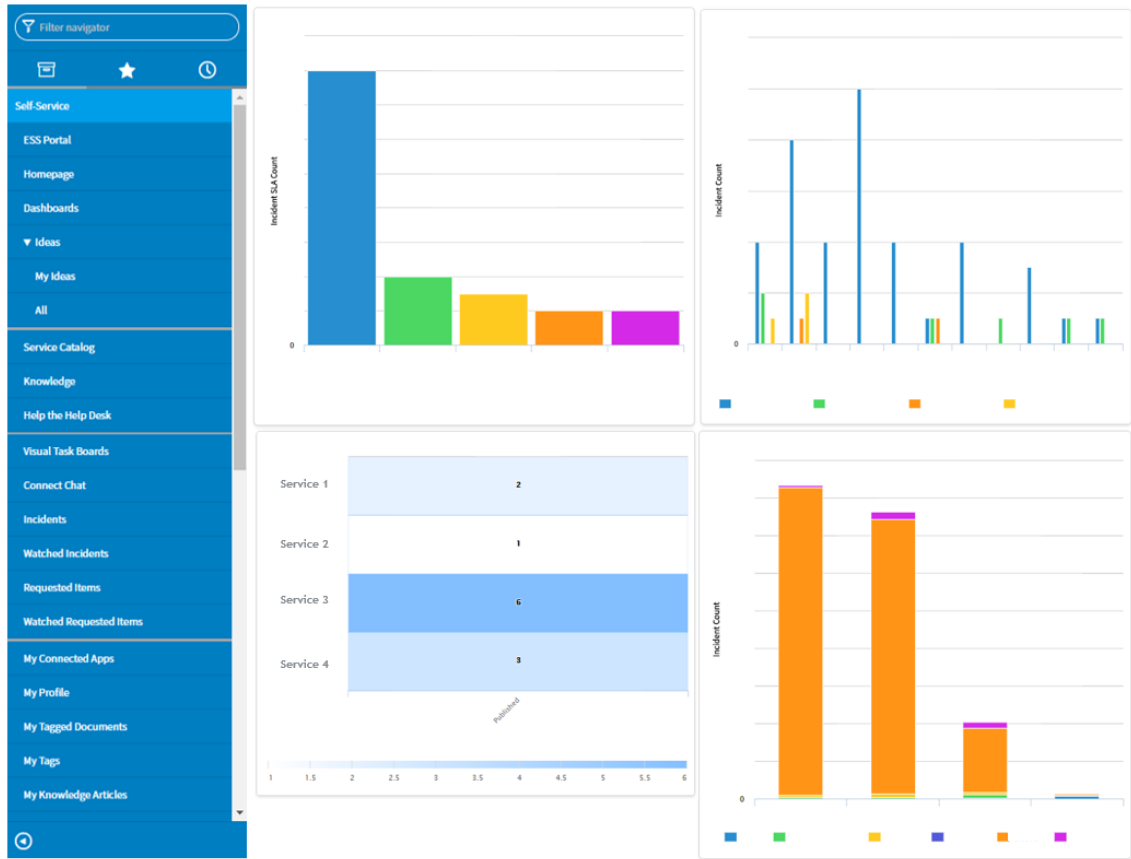 Filter navigator
Self-Service
ESS Portal
Homepage
Dashboards
▼ Ideas
My Ideas
All
Service Catalog
Knowledge
Help the Help Desk
Visual Task Boards
Connect Chat
Incidents
Watched Incidents
Requested Items
Watched Requested Items
My Connected Apps
My Profile
My Tagged Documents
My Tags
My Knowledge Articles
Incident SLA Count
0
Incident Count
0
Service 1
2
Service 2
1
Service 3
6
Service 4
3
Published
1 1.5 2 2.5 3 3.5 4 4.5 5 5.5 6
Incident Count
0